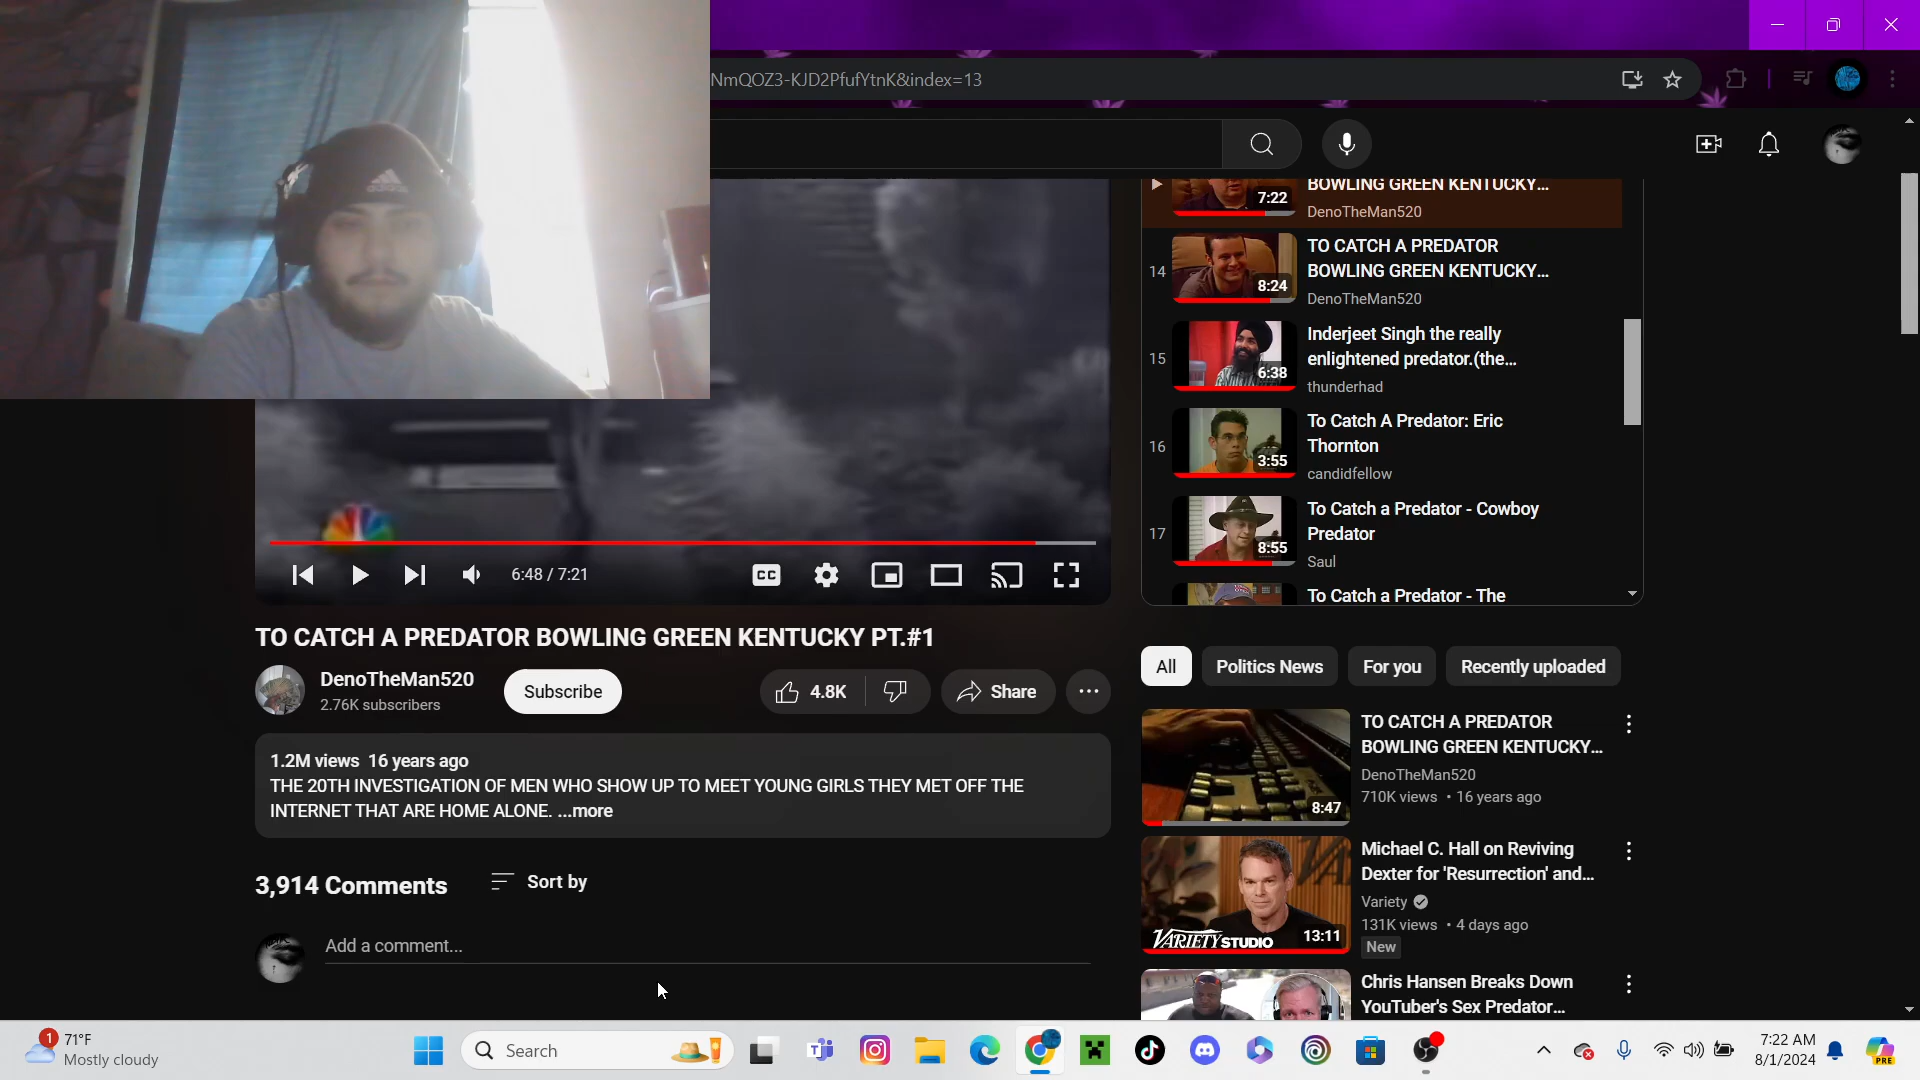 adidas
NmQOZ3-KJD2PfufYtnK&index=13
7:22
BOWLING GREEN KENTUCKY...
DenoTheMan520
14
8:24
TO CATCH A PREDATOR
BOWLING GREEN KENTUCKY...
DenoTheMan520
15
6:38
Inderjeet Singh the really
enlightened predator.(the...
thunderhad
16
3:55
To Catch A Predator: Eric
Thornton
candidfellow
17
8:55
To Catch a Predator - Cowboy
Predator
Saul
To Catch a Predator - The
6:48 / 7:21
CC
TO CATCH A PREDATOR BOWLING GREEN KENTUCKY PT.#1
DenoTheMan520
2.76K subscribers
Subscribe
4.8K
Share
1.2M views 16 years ago
THE 20TH INVESTIGATION OF MEN WHO SHOW UP TO MEET YOUNG GIRLS THEY MET OFF THE
INTERNET THAT ARE HOME ALONE. ...more
3,914 Comments
Sort by
Add a comment...
All
Politics News
For you
Recently uploaded
8:47
TO CATCH A PREDATOR
BOWLING GREEN KENTUCKY...
DenoTheMan520
710K views • 16 years ago
VARIETY STUDIO
13:11
Michael C. Hall on Reviving
Dexter for 'Resurrection' and...
Variety
131K views • 4 days ago
New
Chris Hansen Breaks Down
YouTuber's Sex Predator...
1
71°F
Mostly cloudy
Search
7:22 AM
8/1/2024
PRE